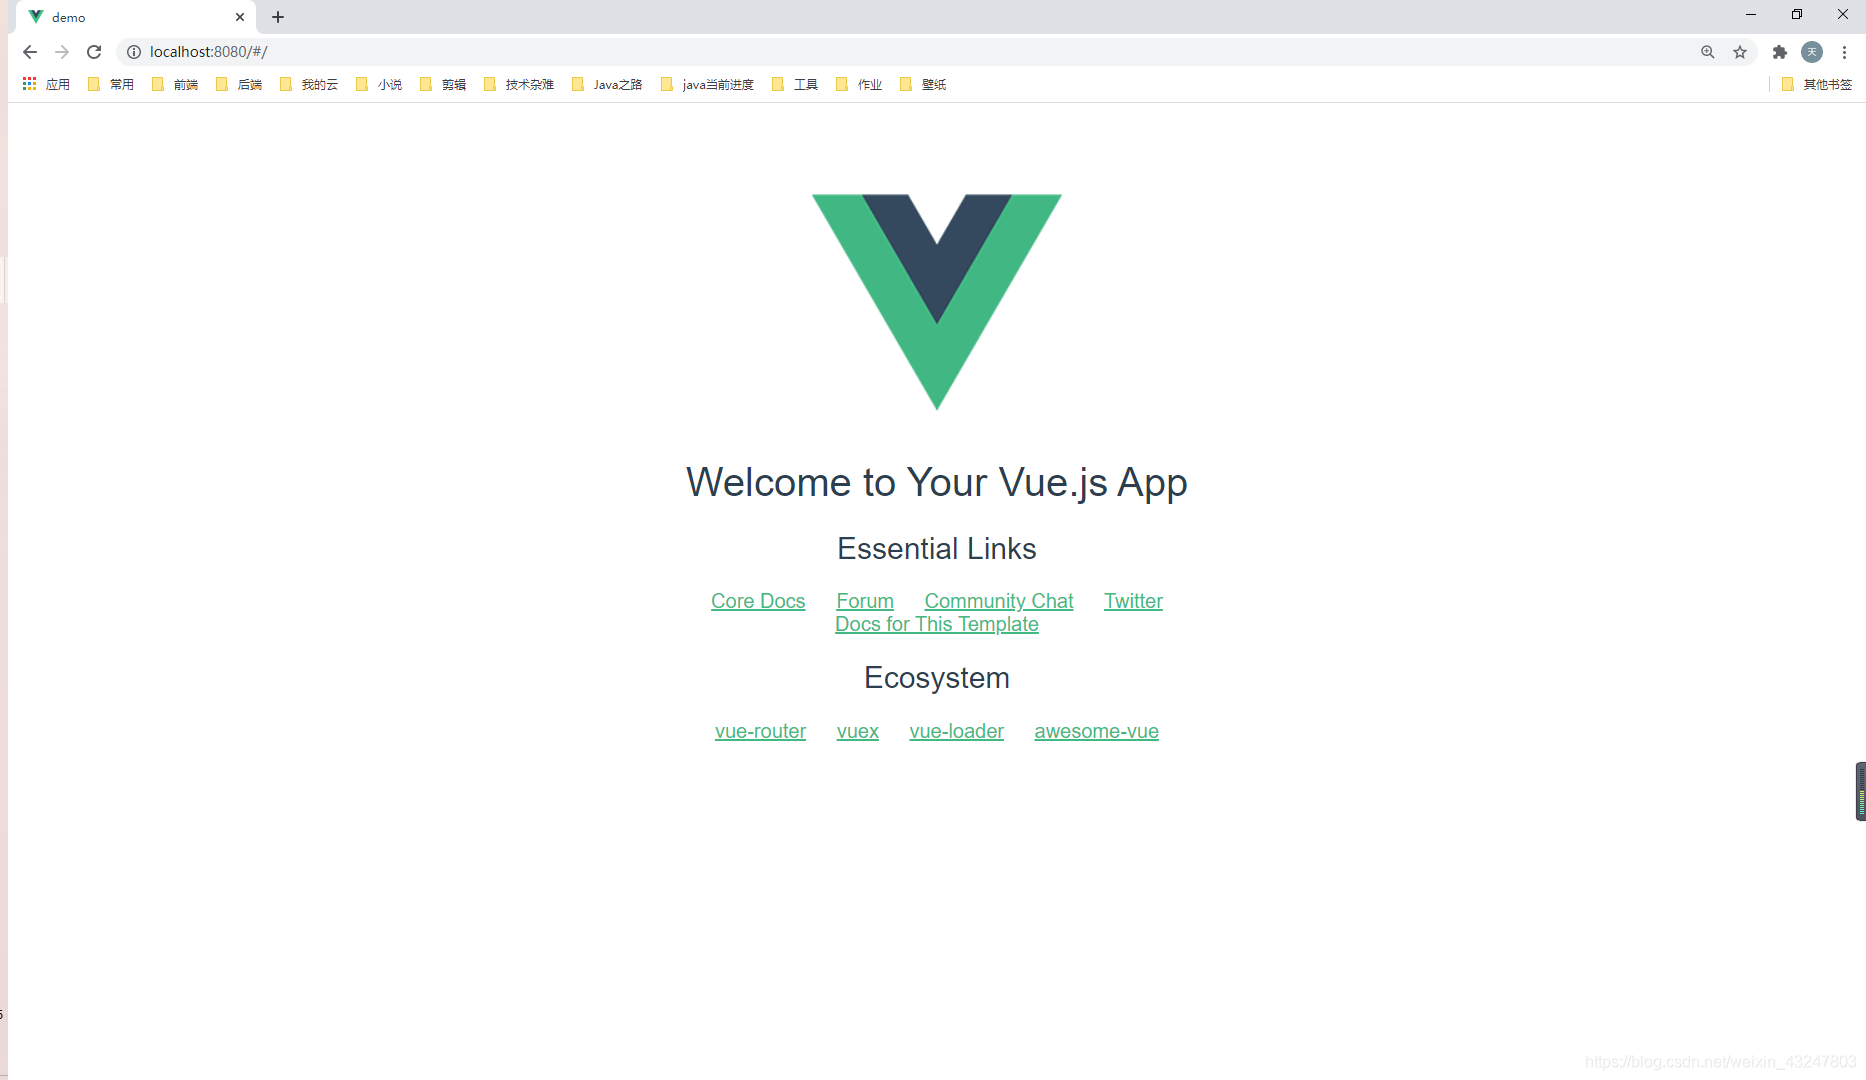 demo
localhost:8080/#/
天
应用 常用 前端 后端 我的云 小说 剪辑 技术杂难 Java之路 java当前进度 工具 作业 壁纸 其他书签
Welcome to Your Vue.js App
Essential Links
Core Docs Forum Community Chat Twitter
Docs for This Template
Ecosystem
vue-router vuex vue-loader awesome-vue
https://blog.csdn.net/weixin_43247803